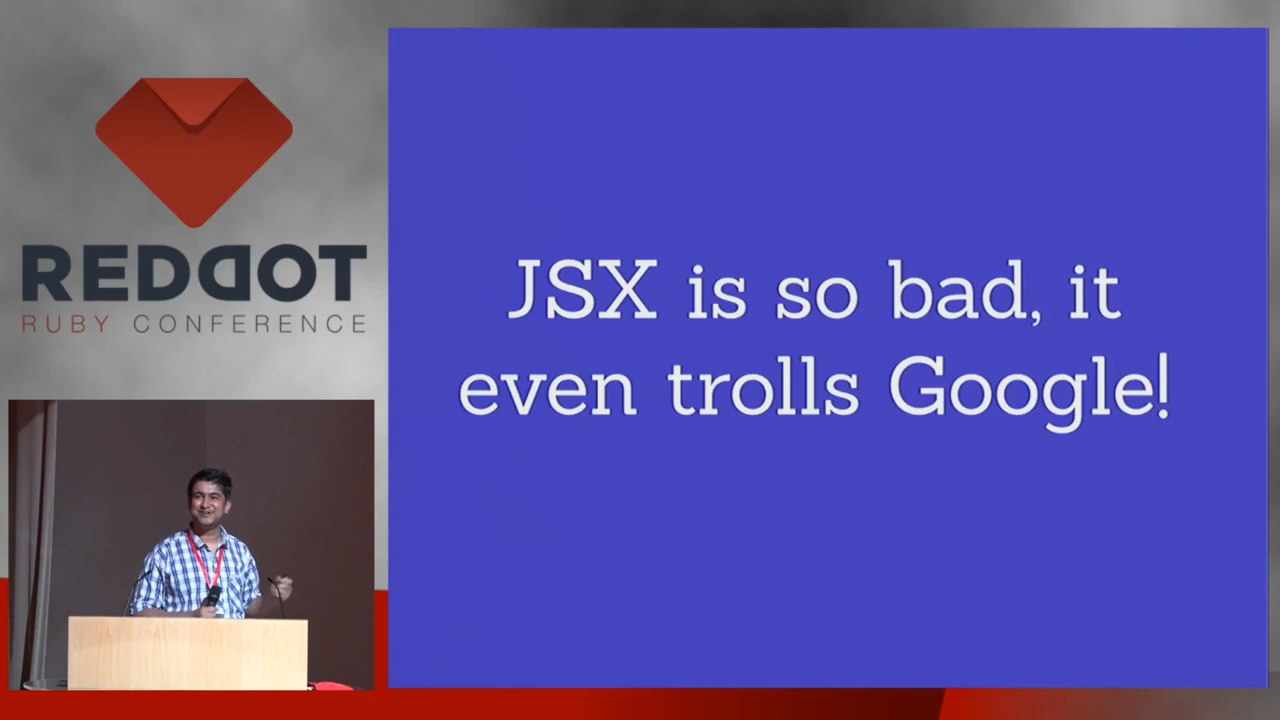 REDDOT
RUBY CONFERENCE
JSX is so bad, it
even trolls Google!